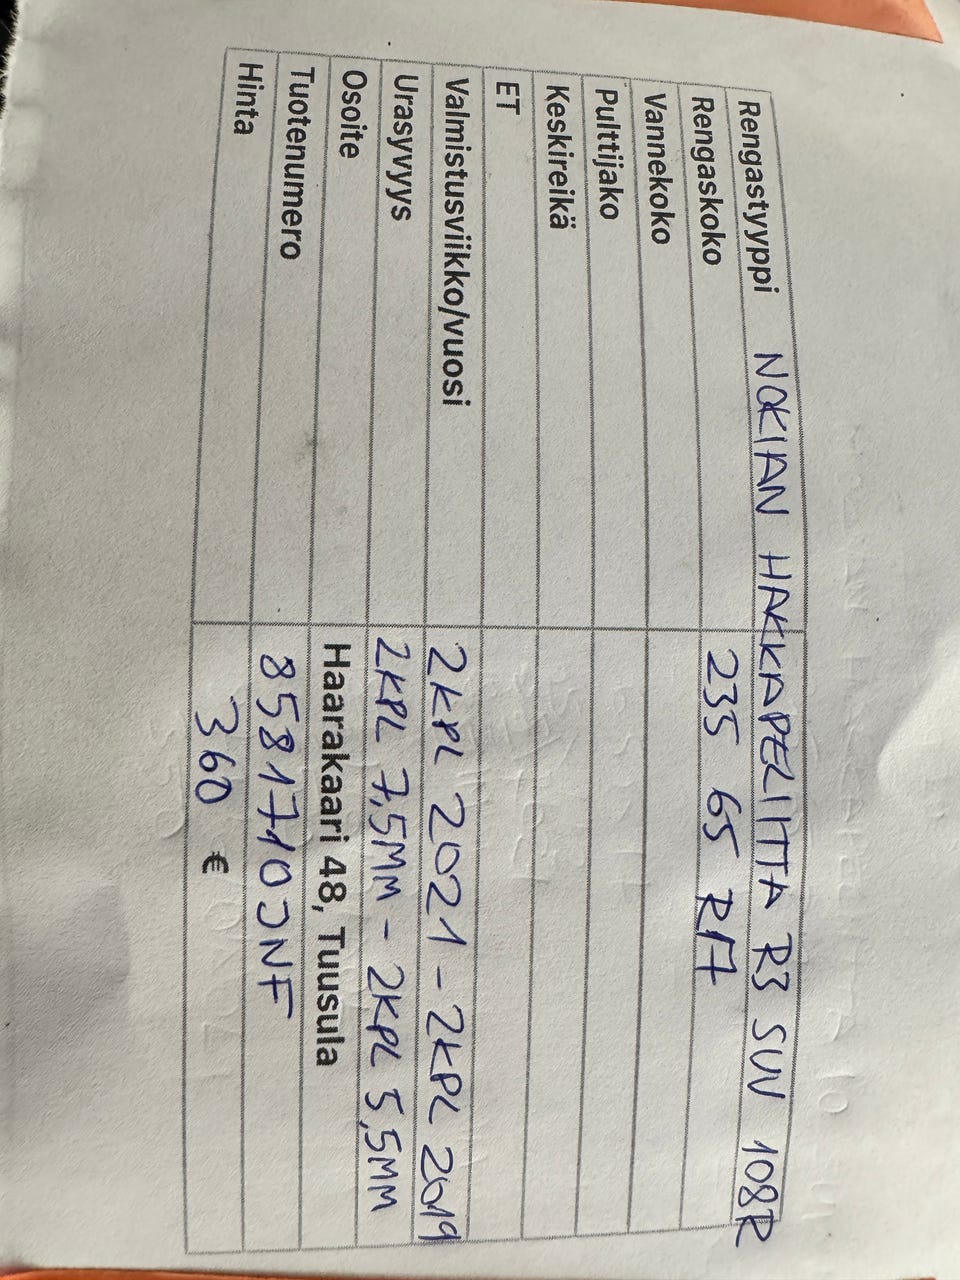 Rengastyyppi NOKIAN HAKKAPELIITTA R3 SUV 108R
Rengaskoko 235 65 R17
Vannekoko
Pulttijako
Keskireikä
ET
Valmistusviikko/vuosi 2KPL 2021 - 2KPL 2019
Urasyvyys 2KPL 7,5MM - 2KPL 5,5MM
Osoite Haarakaari 48, Tuusula
Tuotenumero 8581710JNF
Hinta 360 €